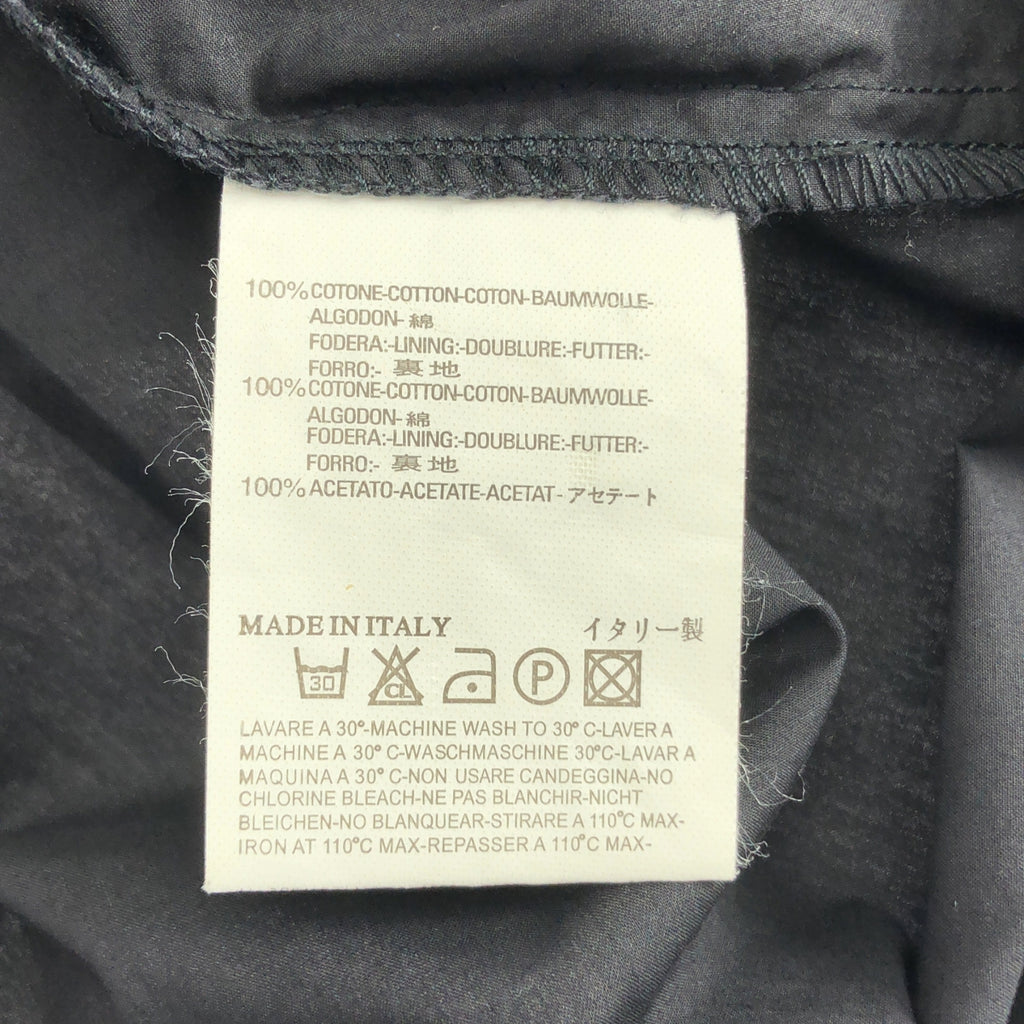 100% COTONE-COTTON-COTON-BAUMWOLLE-
ALGODON-綿
FODERA:-LINING:-DOUBLURE:-FUTTER:-
FORRO:- 裏地
100% COTONE-COTTON-COTON-BAUMWOLLE-
ALGODON-綿
FODERA:-LINING:-DOUBLURE:-FUTTER:-
FORRO:- 裏地
100% ACETATO-ACETATE-ACETAT-アセテート
MADE IN ITALY イタリー製
30 CL P
LAVARE A 30°-MACHINE WASH TO 30° C-LAVER A
MACHINE A 30° C-WASCHMASCHINE 30°C-LAVAR A
MAQUINA A 30° C-NON USARE CANDEGGINA-NO
CHLORINE BLEACH-NE PAS BLANCHIR-NICHT
BLEICHEN-NO BLANQUEAR-STIRARE A 110°C MAX-
IRON AT 110°C MAX-REPASSER A 110°C MAX-